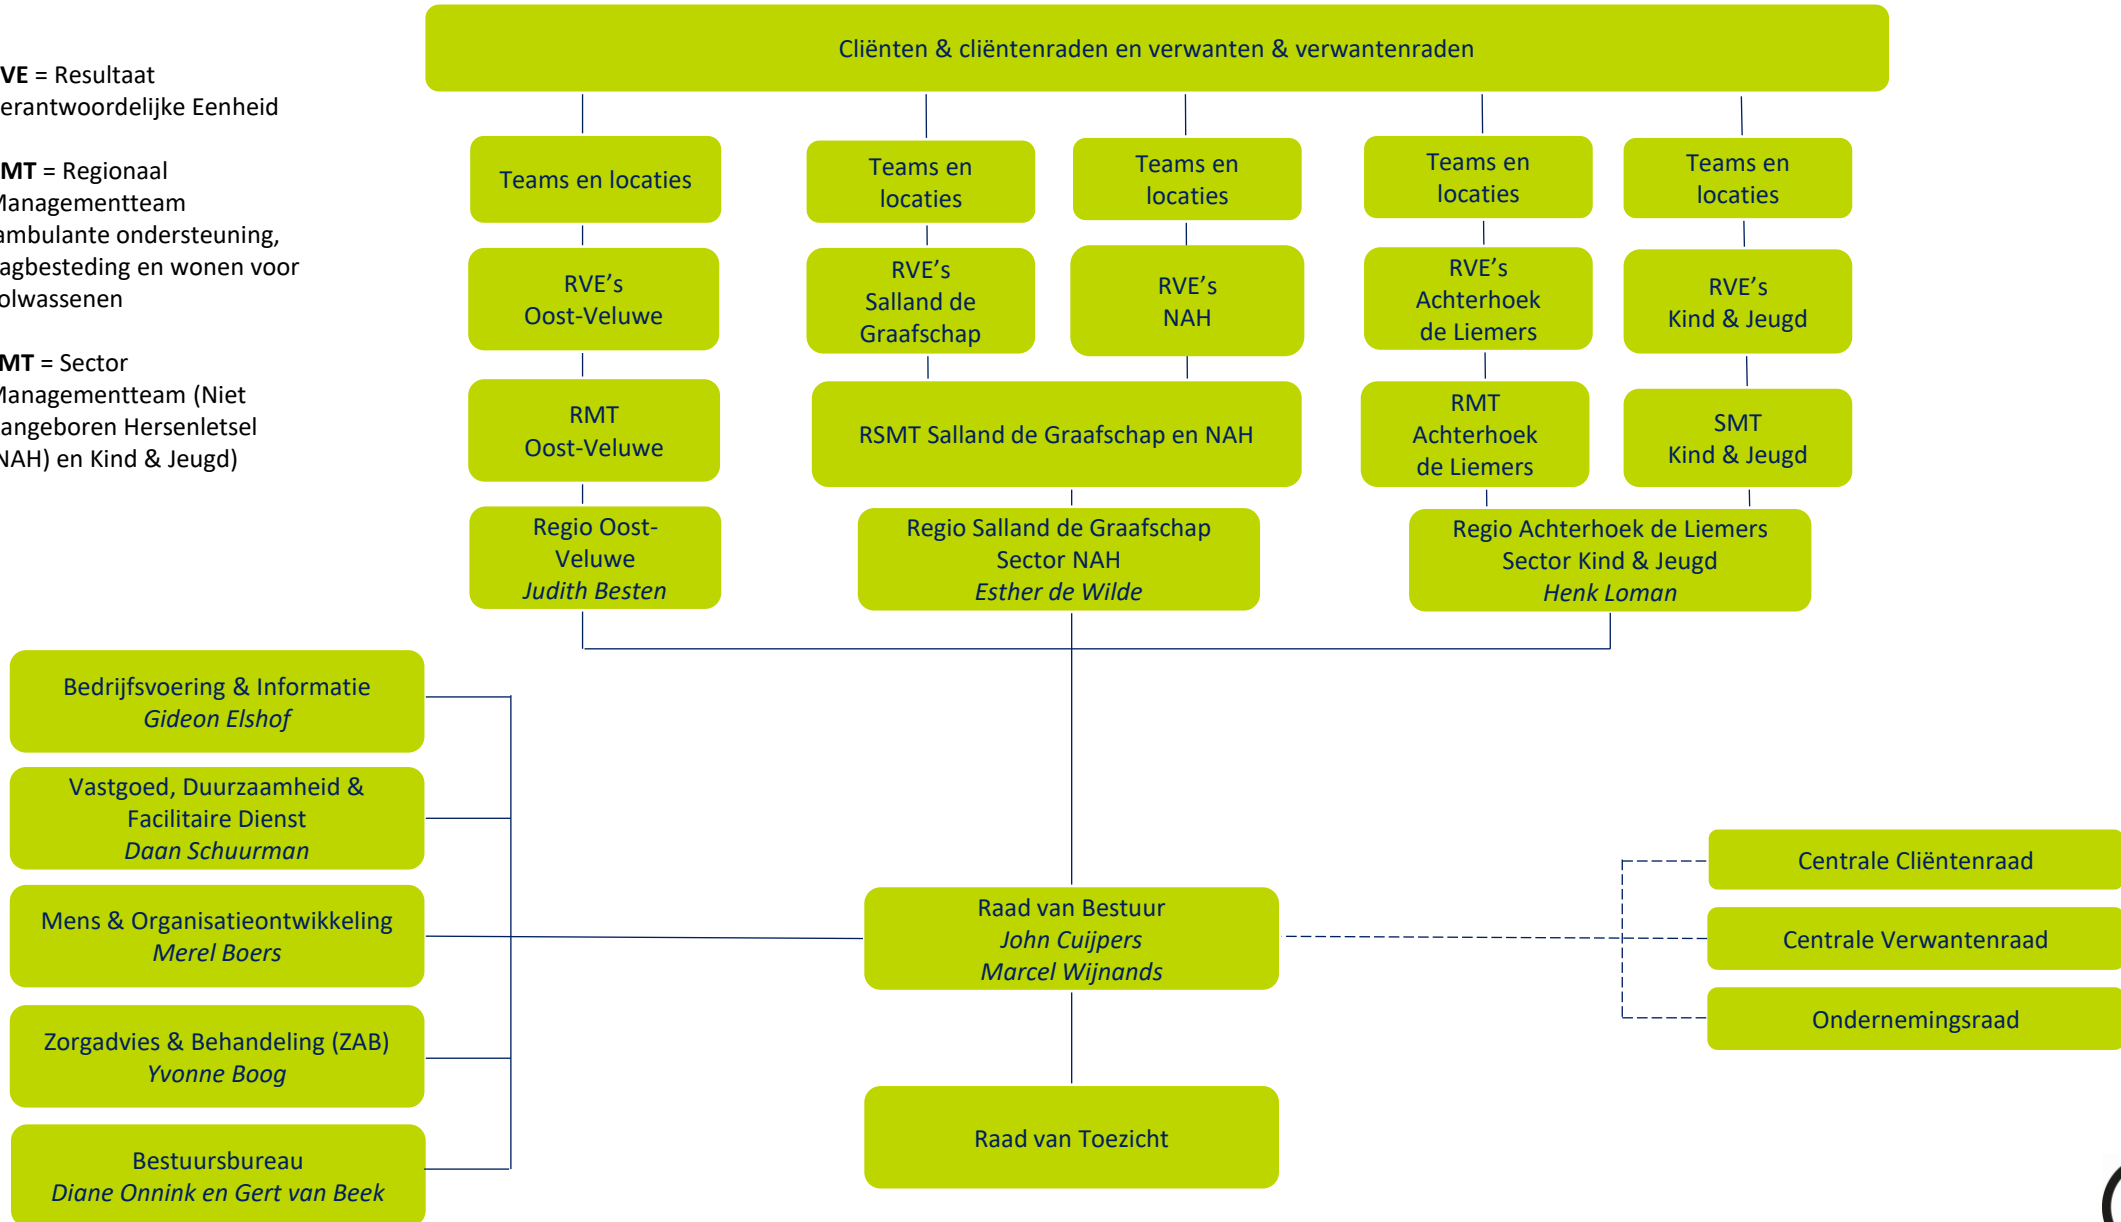 Cliënten & cliëntenraden en verwanten & verwantenraden
VE = Resultaat
erantwoordelijke Eenheid
MT = Regionaal
Managementteam
ambulante ondersteuning,
agbesteding en wonen voor
olwassenen
MT = Sector
Managementteam (Niet
angeboren Hersenletsel
NAH) en Kind & Jeugd)
Teams en locaties
Teams en
locaties
Teams en
locaties
Teams en
locaties
Teams en
locaties
RVE’s
Oost-Veluwe
RVE’s
Salland de
Graafschap
RVE’s
NAH
RVE’s
Achterhoek
de Liemers
RVE’s
Kind & Jeugd
RMT
Oost-Veluwe
RSMT Salland de Graafschap en NAH
RMT
Achterhoek
de Liemers
SMT
Kind & Jeugd
Regio Oost-
Veluwe
Judith Besten
Regio Salland de Graafschap
Sector NAH
Esther de Wilde
Regio Achterhoek de Liemers
Sector Kind & Jeugd
Henk Loman
Bedrijfsvoering & Informatie
Gideon Elshof
Vastgoed, Duurzaamheid &
Facilitaire Dienst
Daan Schuurman
Mens & Organisatieontwikkeling
Merel Boers
Zorgadvies & Behandeling (ZAB)
Yvonne Boog
Bestuursbureau
Diane Onnink en Gert van Beek
Raad van Bestuur
John Cuijpers
Marcel Wijnands
Raad van Toezicht
Centrale Cliëntenraad
Centrale Verwantenraad
Ondernemingsraad